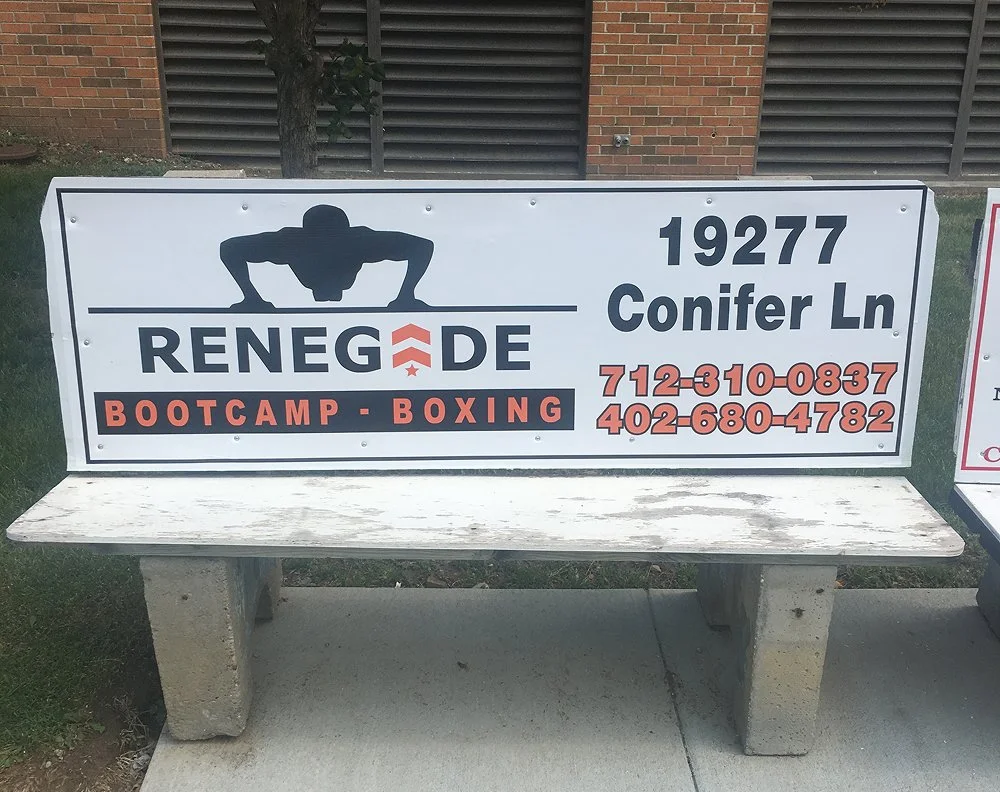 RENEGADE
BOOTCAMP - BOXING
19277
Conifer Ln
712-310-0837
402-680-4782